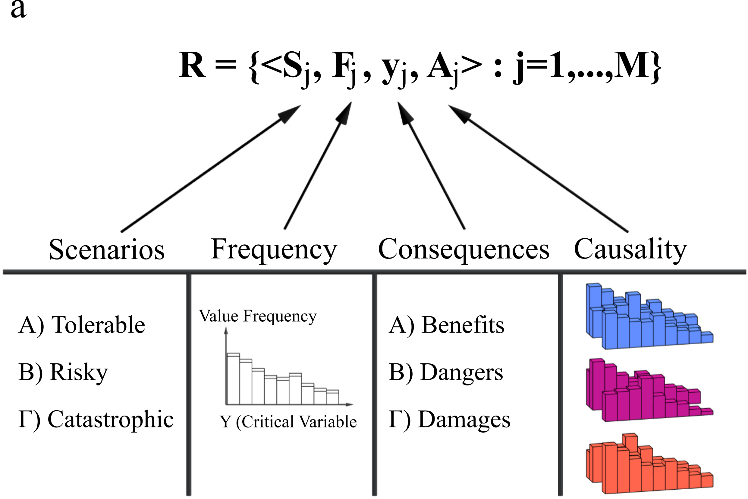 a
R = {<Sj, Fj, yj, Aj> : j=1,...,M}
Scenarios Frequency Consequences Causality
A) Tolerable
B) Risky
Γ) Catastrophic
Value Frequency
Y (Critical Variable
A) Benefits
B) Dangers
Γ) Damages